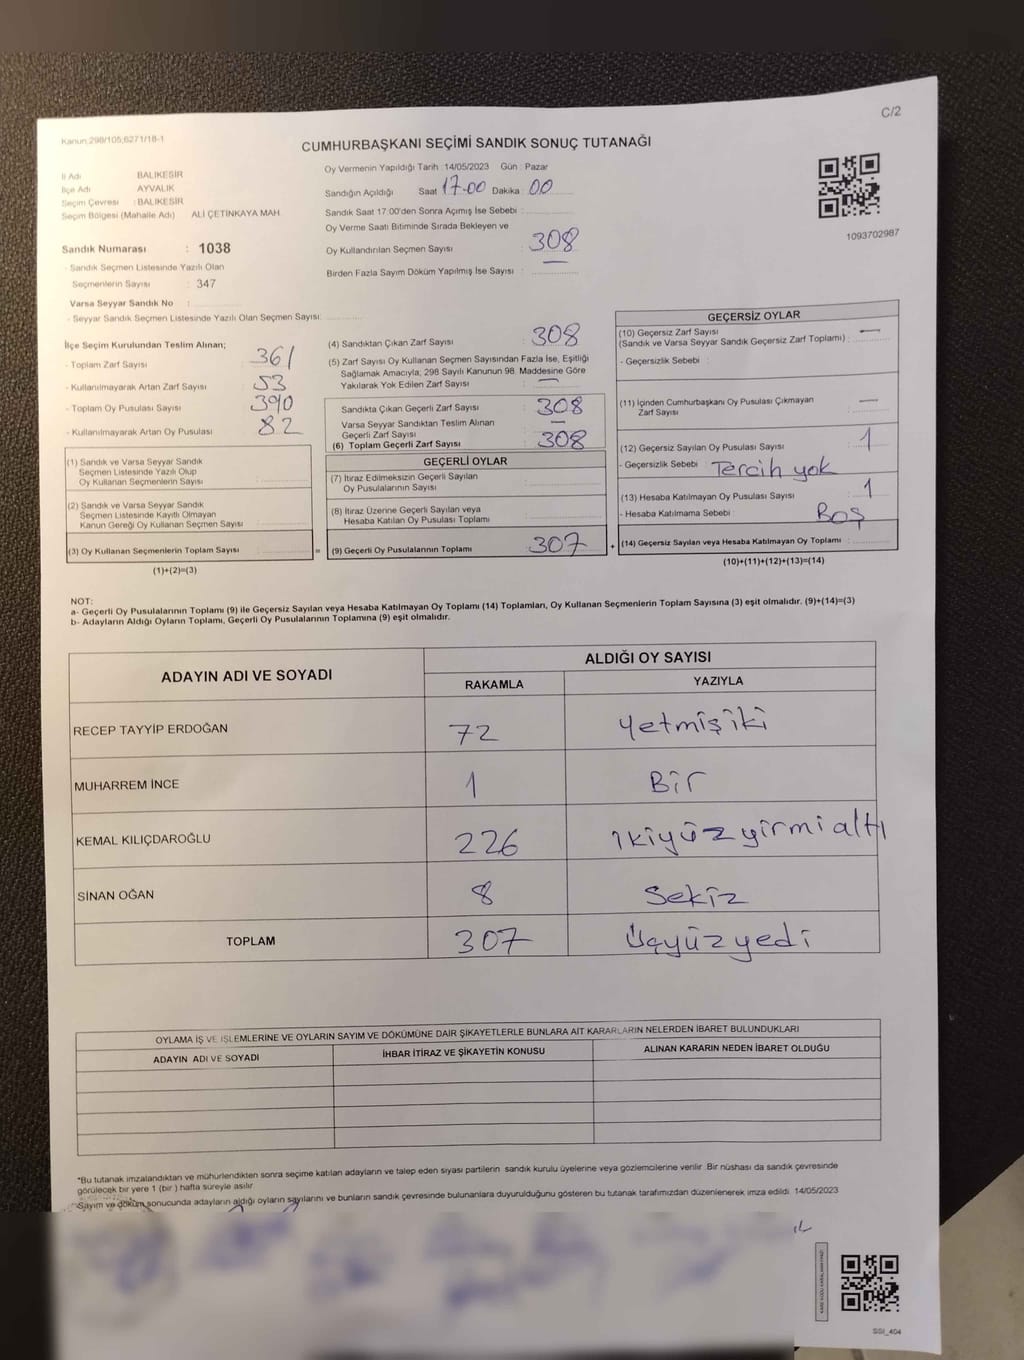 C/2
Kanun;298/105,6271/18-1
CUMHURBAŞKANI SEÇİMİ SANDIK SONUÇ TUTANAĞI
İl Adı BALIKESİR
İlçe Adı AYVALIK
Seçim Çevresi : BALIKESİR
Seçim Bölgesi (Mahalle Adı) ALİ ÇETİNKAYA MAH.
Sandık Numarası : 1038
- Sandık Seçmen Listesinde Yazılı Olan
Seçmenlerin Sayısı : 347
Varsa Seyyar Sandık No :
- Seyyar Sandık Seçmen Listesinde Yazılı Olan Seçmen Sayısı:
Oy Vermenin Yapıldığı Tarih : 14/05/2023 Gün : Pazar
Sandığın Açıldığı Saat 17.00 Dakika : 00
Sandık Saat 17:00'den Sonra Açımış İse Sebebi :
Oy Verme Saati Bitiminde Sırada Bekleyen ve
Oy Kullandırılan Seçmen Sayısı : 308
Birden Fazla Sayım Döküm Yapılmış İse Sayısı :
1093702987
İlçe Seçim Kurulundan Teslim Alınan;
- Toplam Zarf Sayısı : 361
- Kullanılmayarak Artan Zarf Sayısı : 53
- Toplam Oy Pusulası Sayısı : 390
- Kullanılmayarak Artan Oy Pusulası : 82
(1) Sandık ve Varsa Seyyar Sandık
Seçmen Listesinde Yazılı Olup
Oy Kullanan Seçmenlerin Sayısı :
(2) Sandık ve Varsa Seyyar Sandık
Seçmen Listesinde Kayıtlı Olmayan
Kanun Gereği Oy Kullanan Seçmen Sayısı :
(3) Oy Kullanan Seçmenlerin Toplam Sayısı :
(1)+(2)=(3)
=
(4) Sandıktan Çıkan Zarf Sayısı : 308
(5) Zarf Sayısı Oy Kullanan Seçmen Sayısından Fazla İse, Eşitliği
Sağlamak Amacıyla, 298 Sayılı Kanunun 98. Maddesine Göre
Yakılarak Yok Edilen Zarf Sayısı : —
Sandıkta Çıkan Geçerli Zarf Sayısı : 308
Varsa Seyyar Sandıktan Teslim Alınan
Geçerli Zarf Sayısı : —
(6) Toplam Geçerli Zarf Sayısı : 308
GEÇERLİ OYLAR
(7) İtiraz Edilmeksizin Geçerli Sayılan
Oy Pusulalarının Sayısı :
(8) İtiraz Üzerine Geçerli Sayılan veya
Hesaba Katılan Oy Pusulası Toplamı :
(9) Geçerli Oy Pusulalarının Toplamı : 307
+
GEÇERSİZ OYLAR
(10) Geçersiz Zarf Sayısı
(Sandık ve Varsa Seyyar Sandık Geçersiz Zarf Toplamı) : —
- Geçersizlik Sebebi :
(11) İçinden Cumhurbaşkanı Oy Pusulası Çıkmayan
Zarf Sayısı : —
(12) Geçersiz Sayılan Oy Pusulası Sayısı : 1
- Geçersizlik Sebebi : Tercih yok
(13) Hesaba Katılmayan Oy Pusulası Sayısı : 1
- Hesaba Katılmama Sebebi : Boş
(14) Geçersiz Sayılan veya Hesaba Katılmayan Oy Toplamı :
(10)+(11)+(12)+(13)=(14)
NOT:
a- Geçerli Oy Pusulalarının Toplamı (9) ile Geçersiz Sayılan veya Hesaba Katılmayan Oy Toplamı (14) Toplamları, Oy Kullanan Seçmenlerin Toplam Sayısına (3) eşit olmalıdır. (9)+(14)=(3)
b- Adayların Aldığı Oyların Toplamı, Geçerli Oy Pusulalarının Toplamına (9) eşit olmalıdır.
ADAYIN ADI VE SOYADI ALDIĞI OY SAYISI
RAKAMLA YAZIYLA
RECEP TAYYİP ERDOĞAN 72 Yetmişiki
MUHARREM İNCE 1 Bir
KEMAL KILIÇDAROĞLU 226 ikiyüzyirmialtı
SİNAN OĞAN 8 Sekiz
TOPLAM 307 Üçyüzyedi
OYLAMA İŞ VE İŞLEMLERİNE VE OYLARIN SAYIM VE DÖKÜMÜNE DAİR ŞİKAYETLERLE BUNLARA AİT KARARLARIN NELERDEN İBARET BULUNDUKLARI
ADAYIN ADI VE SOYADI İHBAR İTİRAZ VE ŞİKAYETİN KONUSU ALINAN KARARIN NEDEN İBARET OLDUĞU
*Bu tutanak imzalandıktan ve mühürlendikten sonra seçime katılan adayların ve talep eden siyasi partilerin sandık kurulu üyelerine veya gözlemcilerine verilir. Bir nüshası da sandık çevresinde
görülecek bir yere 1 (bir ) hafta süreyle asılır.
*Sayım ve döküm sonucunda adayların aldığı oyların sayılarını ve bunların sandık çevresinde bulunanlara duyurulduğunu gösteren bu tutanak tarafımızdan düzenlenerek imza edildi. 14/05/2023
SSI_404